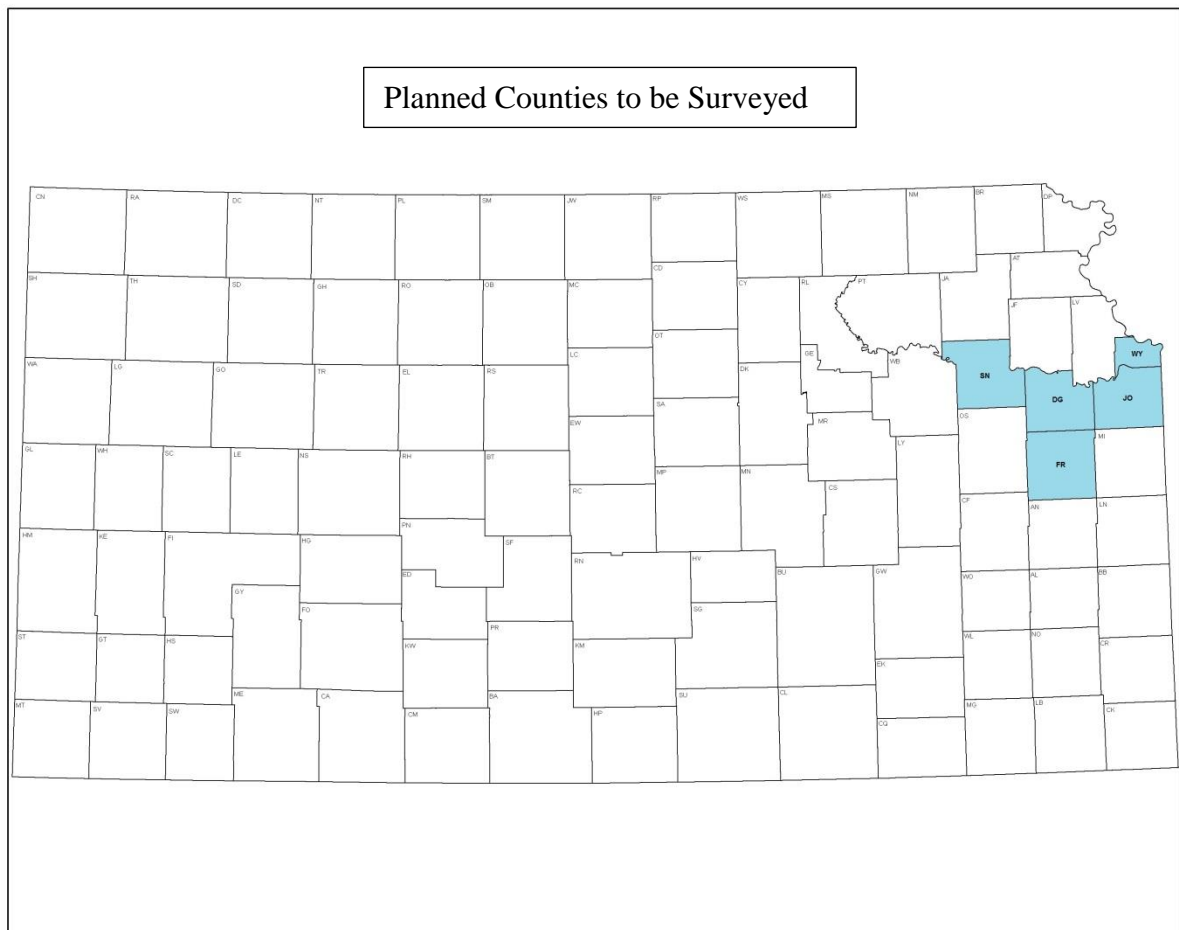 Planned Counties to be Surveyed
CN RA DC NT PL SM JW RP WS MS NM BR DP
SH TH SD GH RO OB MC CD CY RL PT JA AT
OT JF LV
WA LG GO TR EL RS LC GE WB DK SN WY
SA DG JO
EW MR OS
GL WH SC LE NS RH BT LY FR MI
RC MP MN CS
HM KE FI HG PN SF RN HV CF AN LN
ED BU GW WO AL BB
GY FO SG
ST GT HS KW PR KM WL NO CR
EK
MT SV SW ME CA CM BA HP SU CL CQ MG LB CK